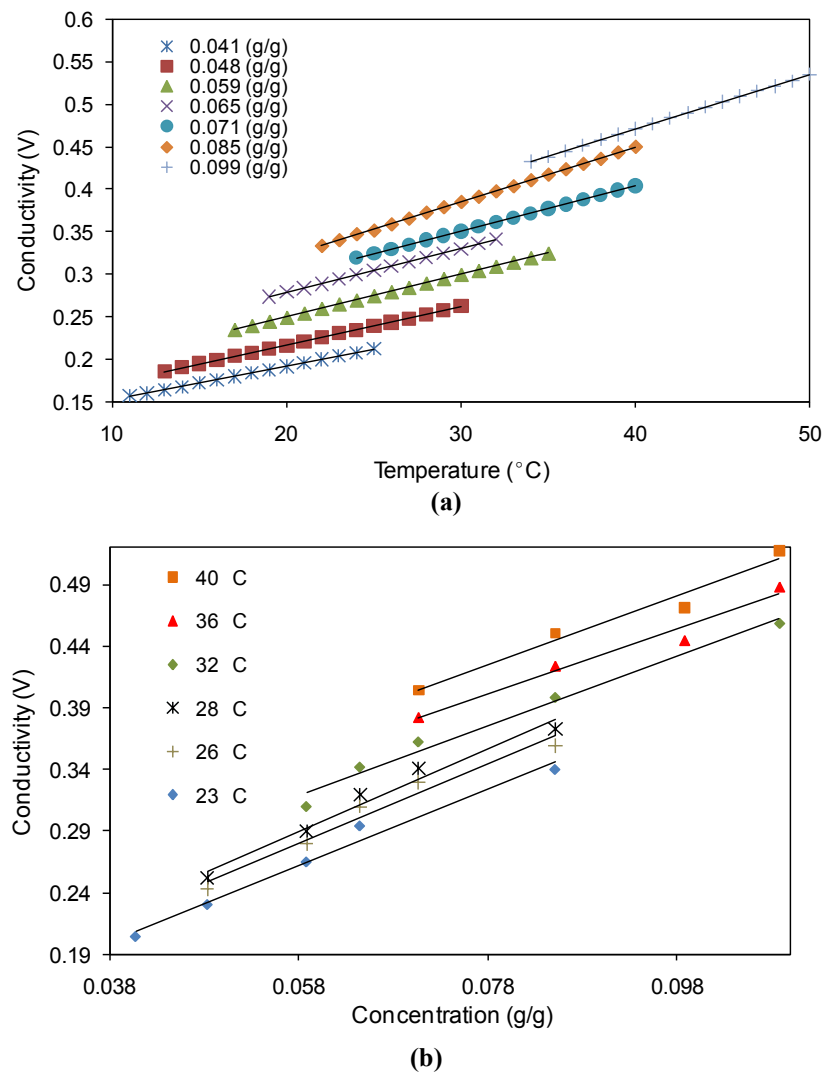 0.6
0.55
0.5
0.45
0.4
0.35
0.3
0.25
0.2
0.15
Conductivity (V)
0.041 (g/g)
0.048 (g/g)
0.059 (g/g)
0.065 (g/g)
0.071 (g/g)
0.085 (g/g)
0.099 (g/g)
10 20 30 40 50
Temperature (°C)
(a)
0.49
0.44
0.39
0.34
0.29
0.24
0.19
Conductivity (V)
40 C
36 C
32 C
28 C
26 C
23 C
0.038 0.058 0.078 0.098
Concentration (g/g)
(b)